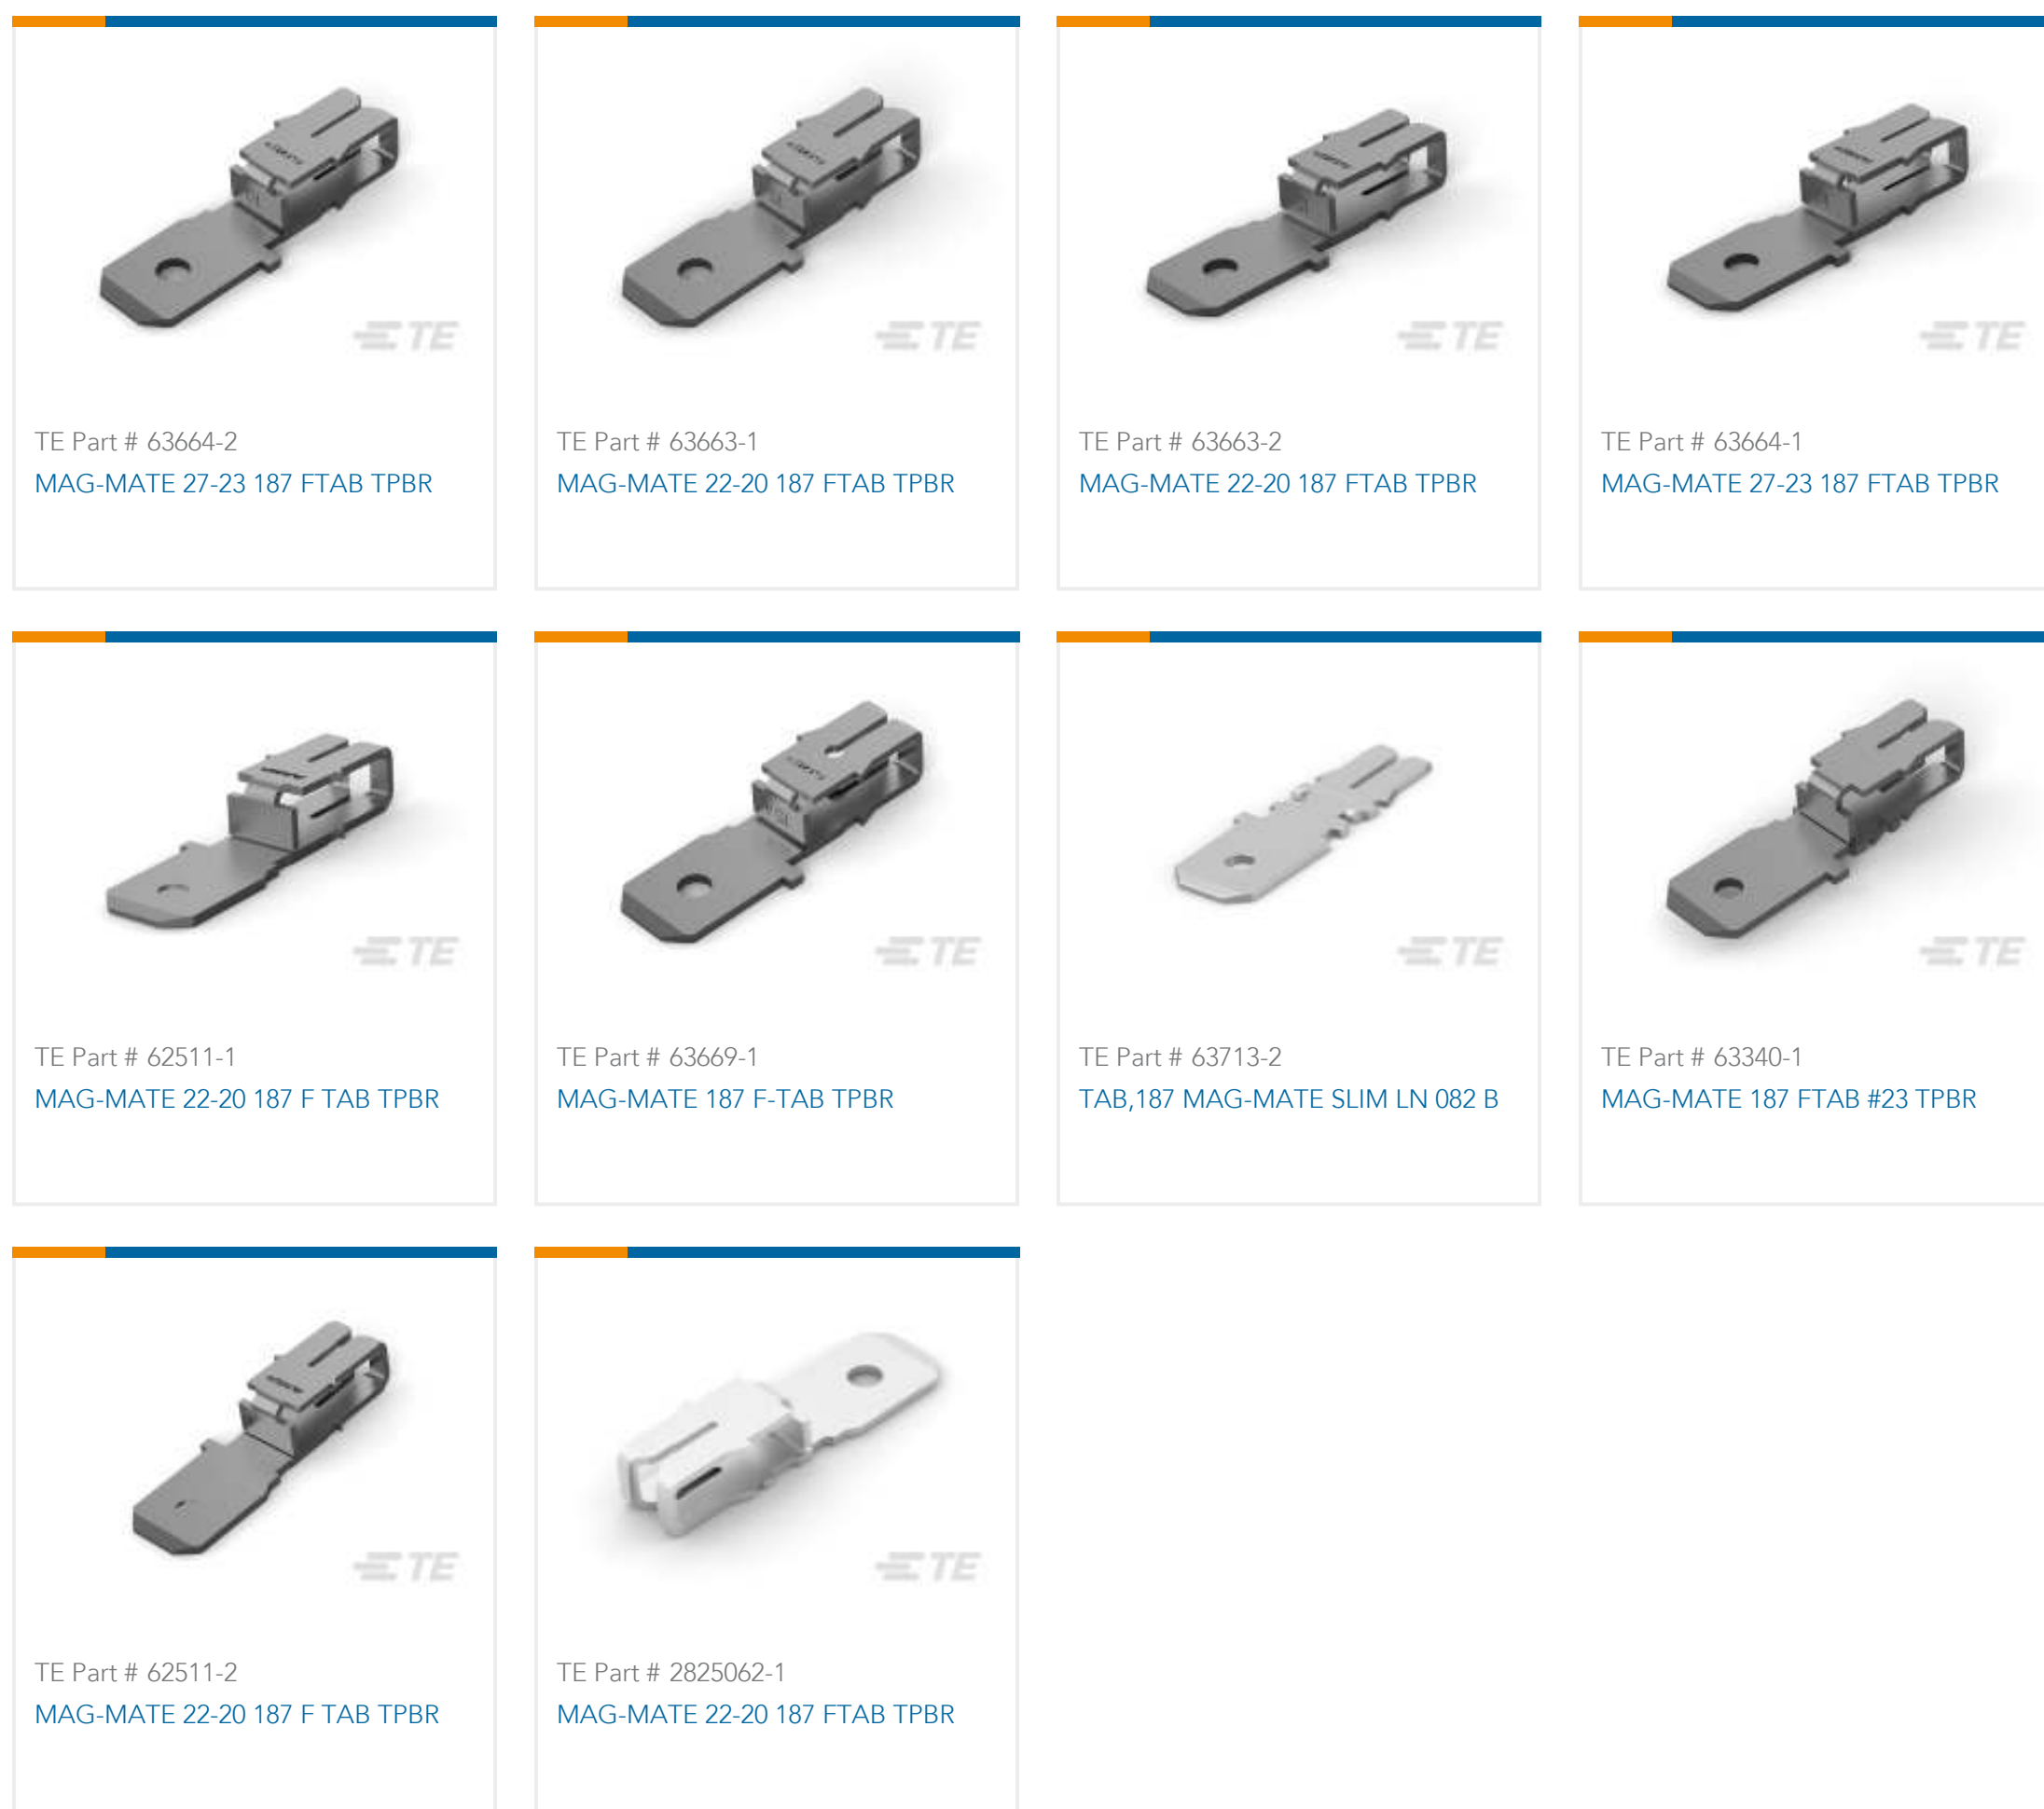 TE
TE
TE
TE
TE Part # 63664-2
MAG-MATE 27-23 187 FTAB TPBR
TE Part # 63663-1
MAG-MATE 22-20 187 FTAB TPBR
TE Part # 63663-2
MAG-MATE 22-20 187 FTAB TPBR
TE Part # 63664-1
MAG-MATE 27-23 187 FTAB TPBR
TE
TE
TE
TE
TE Part # 62511-1
MAG-MATE 22-20 187 F TAB TPBR
TE Part # 63669-1
MAG-MATE 187 F-TAB TPBR
TE Part # 63713-2
TAB,187 MAG-MATE SLIM LN 082 B
TE Part # 63340-1
MAG-MATE 187 FTAB #23 TPBR
TE
TE
TE Part # 62511-2
MAG-MATE 22-20 187 F TAB TPBR
TE Part # 2825062-1
MAG-MATE 22-20 187 FTAB TPBR